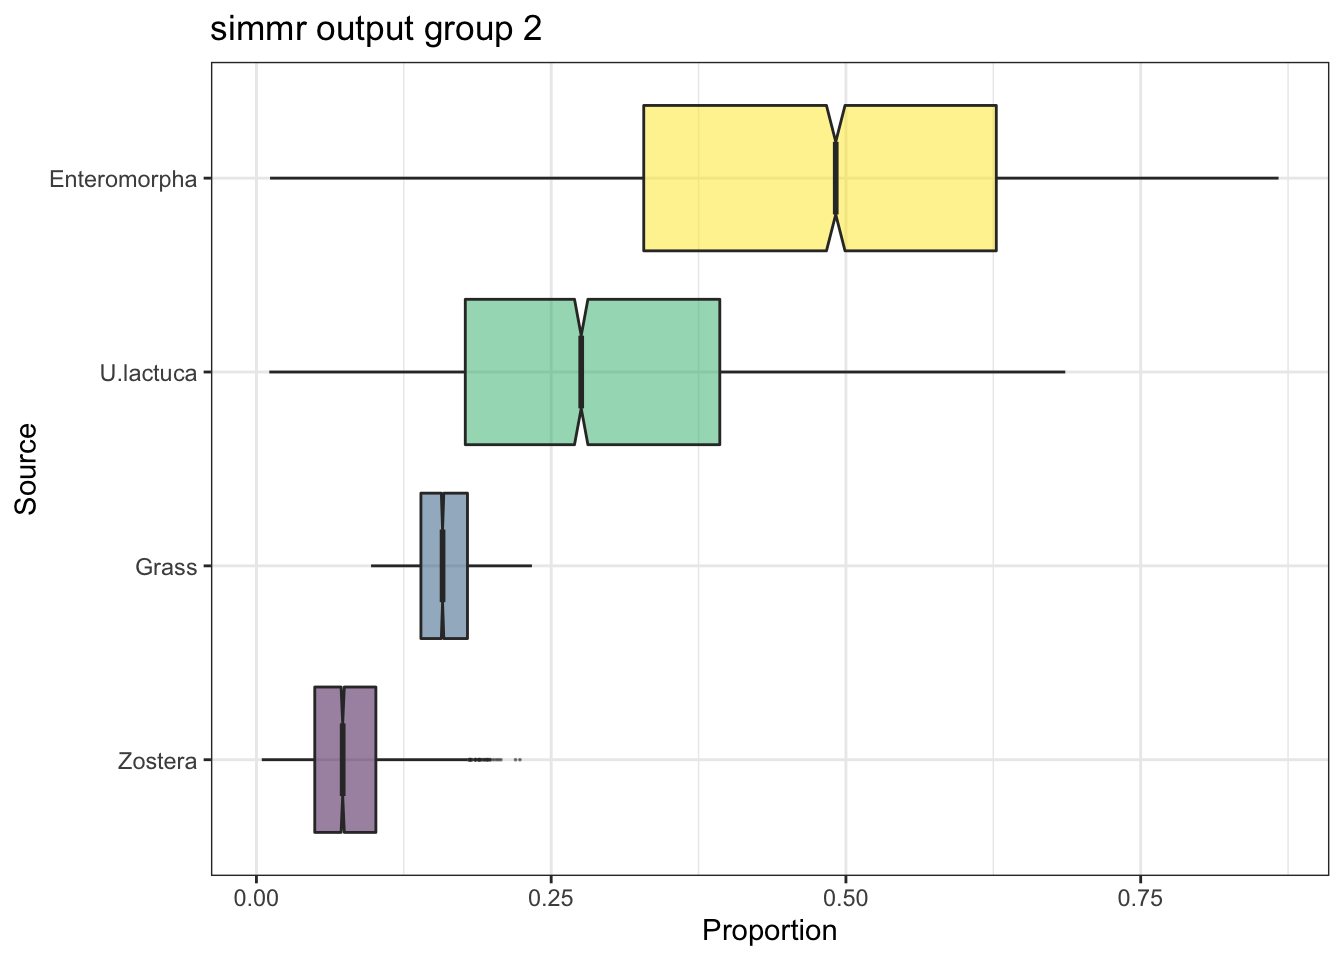 simmr output group 2
Enteromorpha
U.lactuca
Grass
Zostera
Source
0.00 0.25 0.50 0.75
Proportion